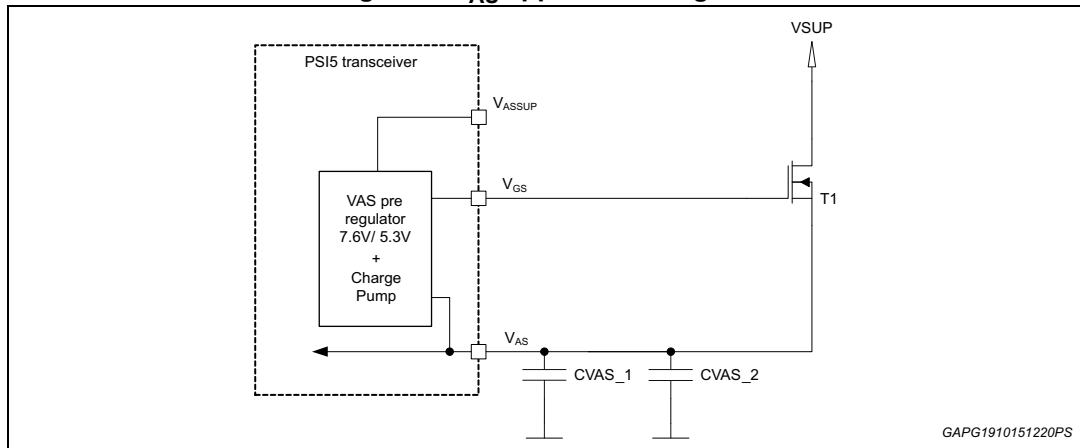 VSUP
PSI5 transceiver
VASSUP
VGS
VAS pre
regulator
7.6V/ 5.3V
+
Charge
Pump
T1
VAS
CVAS_1
CVAS_2
GAPG1910151220PS